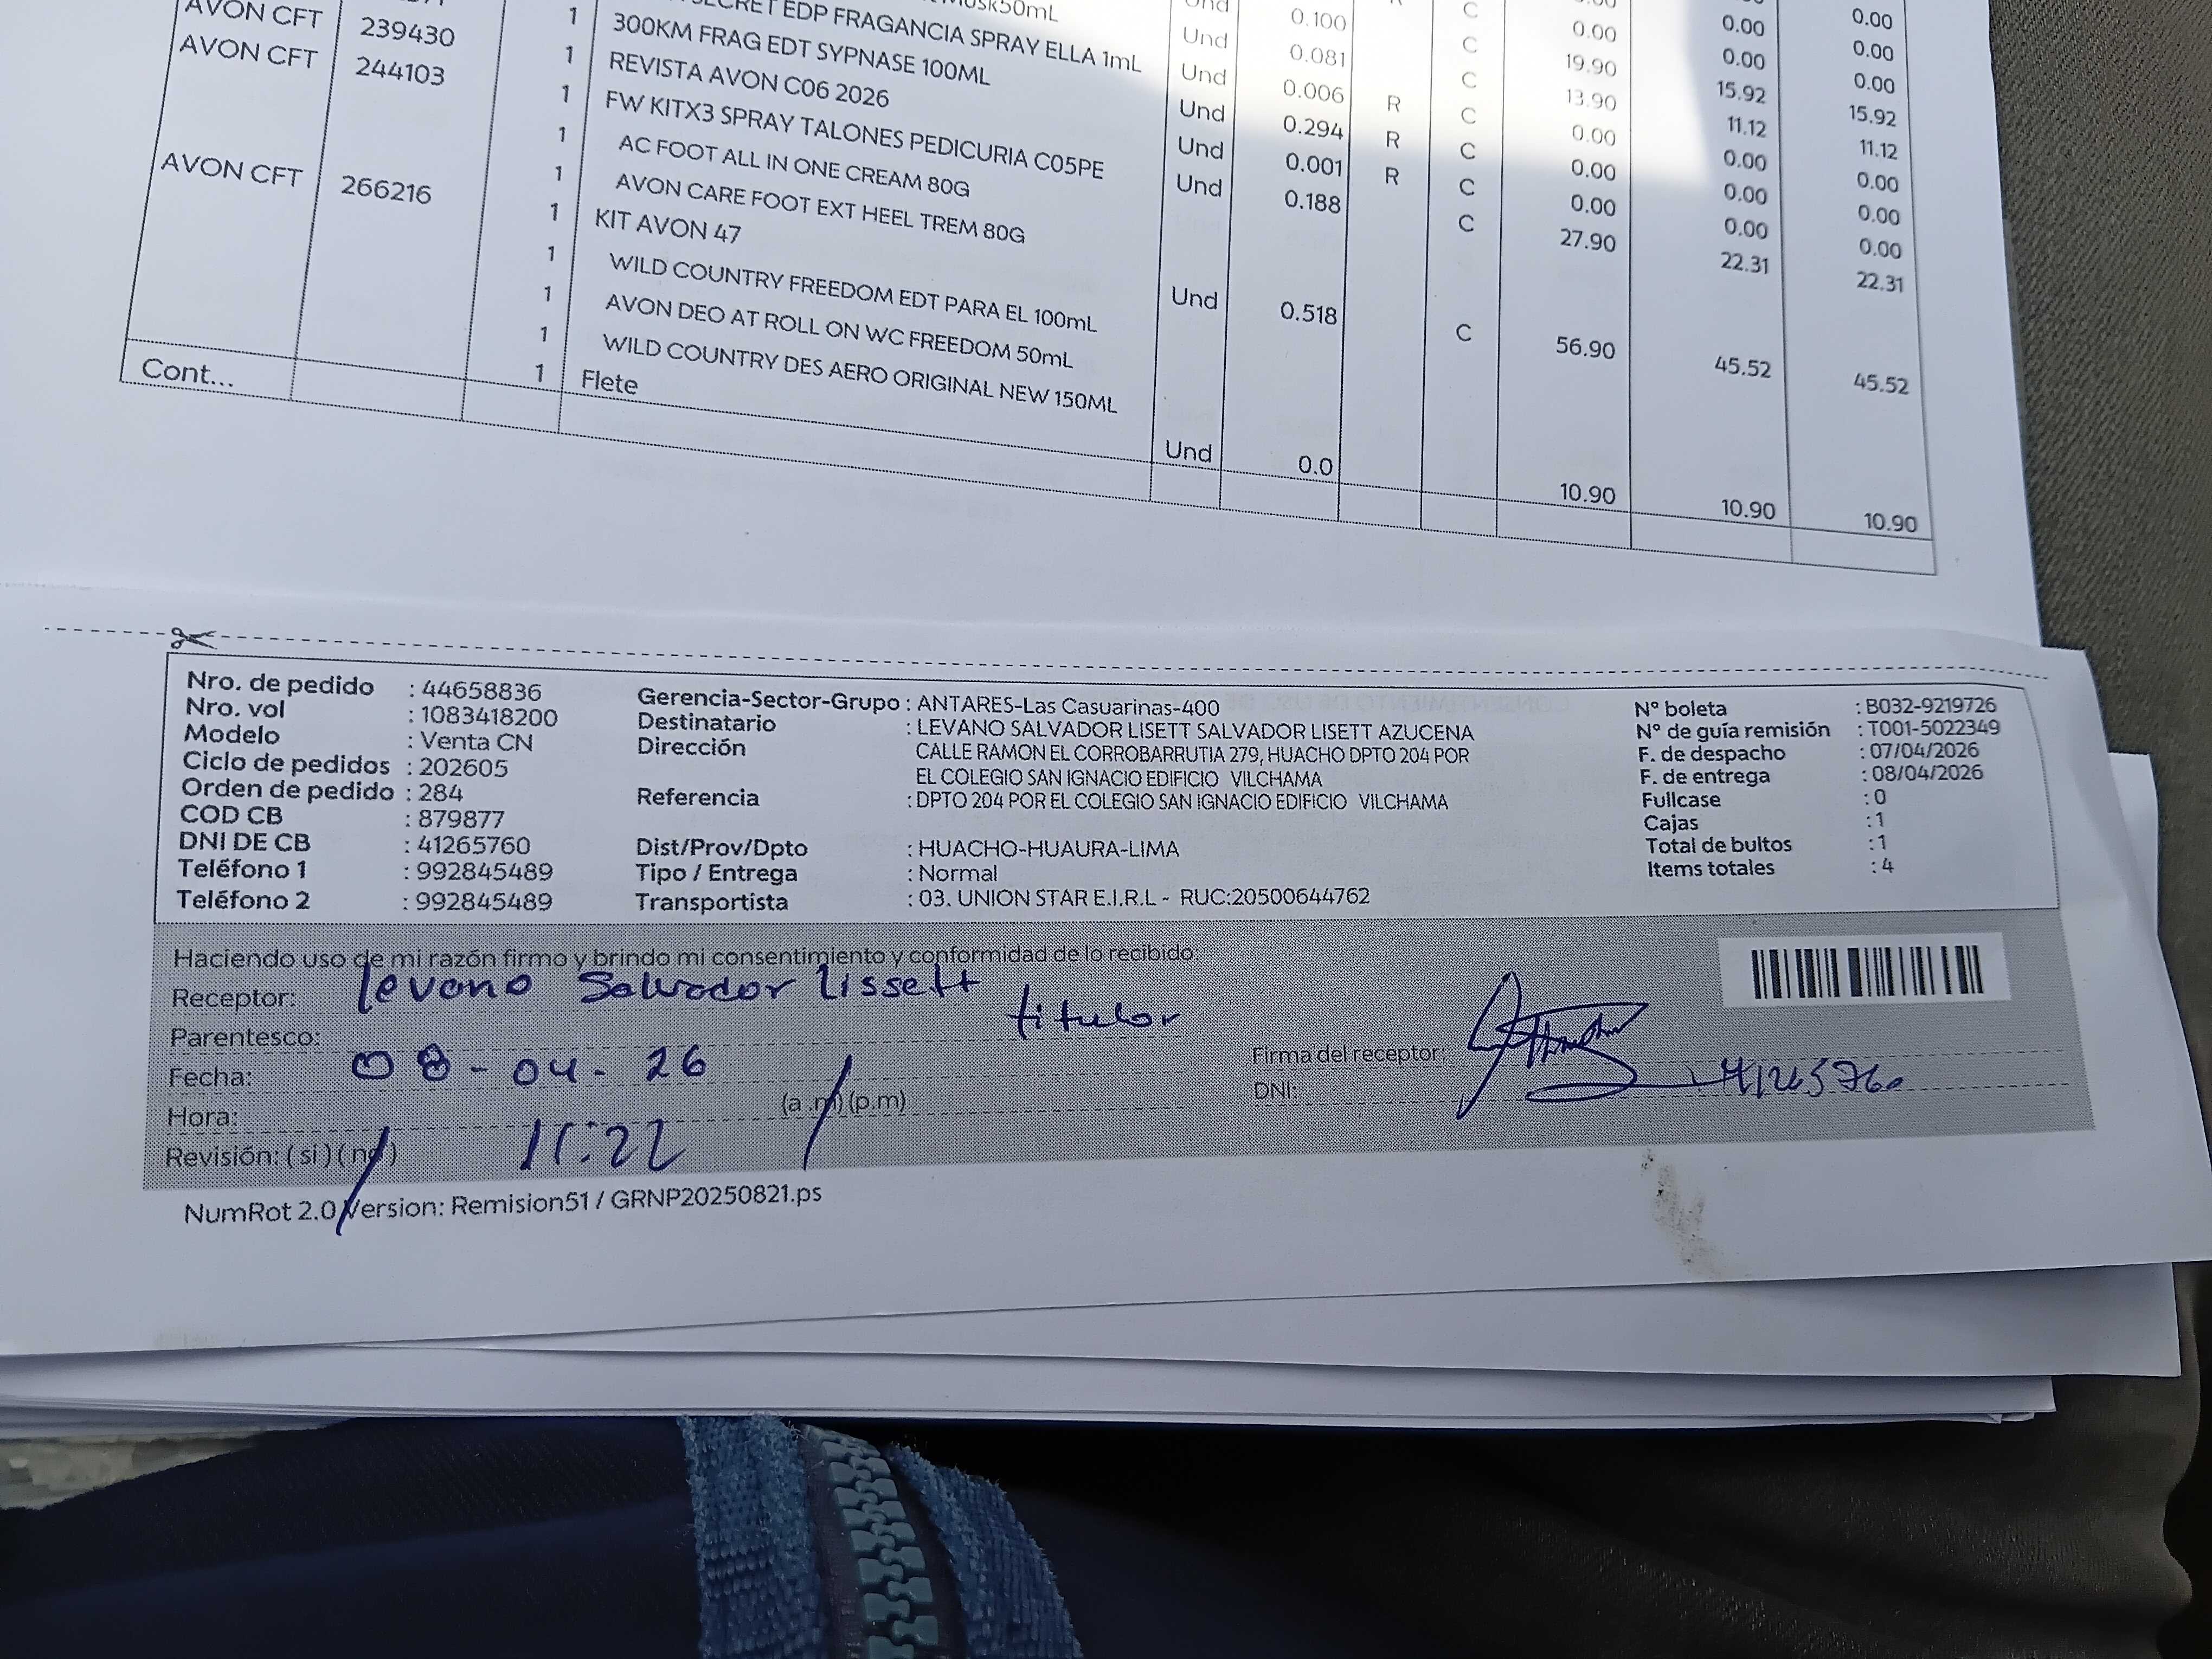 AVON CFT 239430 1 SECRET EDP FRAGANCIA SPRAY ELLA 1mL
AVON CFT 244103 1 300KM FRAG EDT SYPNASE 100ML
1 REVISTA AVON C06 2026
1 FW KITX3 SPRAY TALONES PEDICURIA C05PE
1 AC FOOT ALL IN ONE CREAM 80G
1 AVON CARE FOOT EXT HEEL TREM 80G
AVON CFT 266216 1 KIT AVON 47
1 WILD COUNTRY FREEDOM EDT PARA EL 100mL
1 AVON DEO AT ROLL ON WC FREEDOM 50mL
1 WILD COUNTRY DES AERO ORIGINAL NEW 150ML
1 Flete
Cont...
Und 0.100 C 0.00 0.00 0.00
Und 0.081 C 19.90 0.00 0.00
Und 0.006 R C 13.90 15.92 15.92
Und 0.294 R C 0.00 11.12 11.12
Und 0.001 R C 0.00 0.00 0.00
Und 0.188 C 0.00 0.00 0.00
C 27.90 22.31 22.31
Und 0.518 C 56.90 45.52 45.52
Und 0.0 10.90 10.90 10.90
Nro. de pedido : 44658836
Nro. vol : 1083418200
Modelo : Venta CN
Ciclo de pedidos : 202605
Orden de pedido : 284
COD CB : 879877
DNI DE CB : 41265760
Teléfono 1 : 992845489
Teléfono 2 : 992845489
Gerencia-Sector-Grupo : ANTARES-Las Casuarinas-400
Destinatario : LEVANO SALVADOR LISETT SALVADOR LISETT AZUCENA
Dirección CALLE RAMON EL CORROBARRUTIA 279, HUACHO DPTO 204 POR
EL COLEGIO SAN IGNACIO EDIFICIO VILCHAMA
Referencia : DPTO 204 POR EL COLEGIO SAN IGNACIO EDIFICIO VILCHAMA
Dist/Prov/Dpto : HUACHO-HUAURA-LIMA
Tipo / Entrega : Normal
Transportista : 03. UNION STAR E.I.R.L - RUC:20500644762
N° boleta : B032-9219726
N° de guía remisión : T001-5022349
F. de despacho : 07/04/2026
F. de entrega : 08/04/2026
Fullcase : 0
Cajas : 1
Total de bultos : 1
Items totales : 4
Haciendo uso de mi razón firmo y brindo mi consentimiento y conformidad de lo recibido:
Receptor: Levano Salvador Lissett
Parentesco: titular
Fecha: 08-04-26
Hora: 11:22 (a.m) (p.m)
Revisión: (si) (no)
Firma del receptor:
DNI: 41265760
NumRot 2.0 Version: Remision51 / GRNP20250821.ps